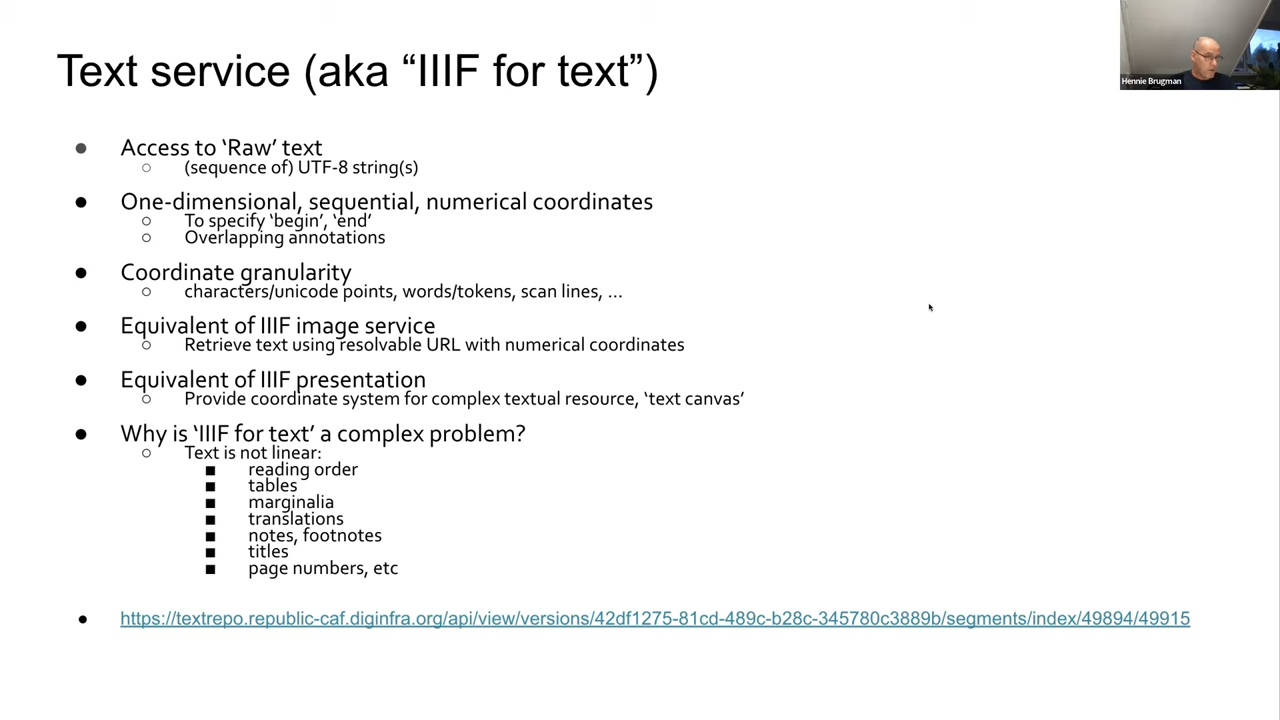 Text service (aka “IIIF for text”)
Hennie Brugman
● Access to ‘Raw’ text
○ (sequence of) UTF-8 string(s)
● One-dimensional, sequential, numerical coordinates
○ To specify ‘begin’, ‘end’
○ Overlapping annotations
● Coordinate granularity
○ characters/unicode points, words/tokens, scan lines, ...
● Equivalent of IIIF image service
○ Retrieve text using resolvable URL with numerical coordinates
● Equivalent of IIIF presentation
○ Provide coordinate system for complex textual resource, ‘text canvas’
● Why is ‘IIIF for text’ a complex problem?
○ Text is not linear:
■ reading order
■ tables
■ marginalia
■ translations
■ notes, footnotes
■ titles
■ page numbers, etc
● https://textrepo.republic-caf.diginfra.org/api/view/versions/42df1275-81cd-489c-b28c-345780c3889b/segments/index/49894/49915